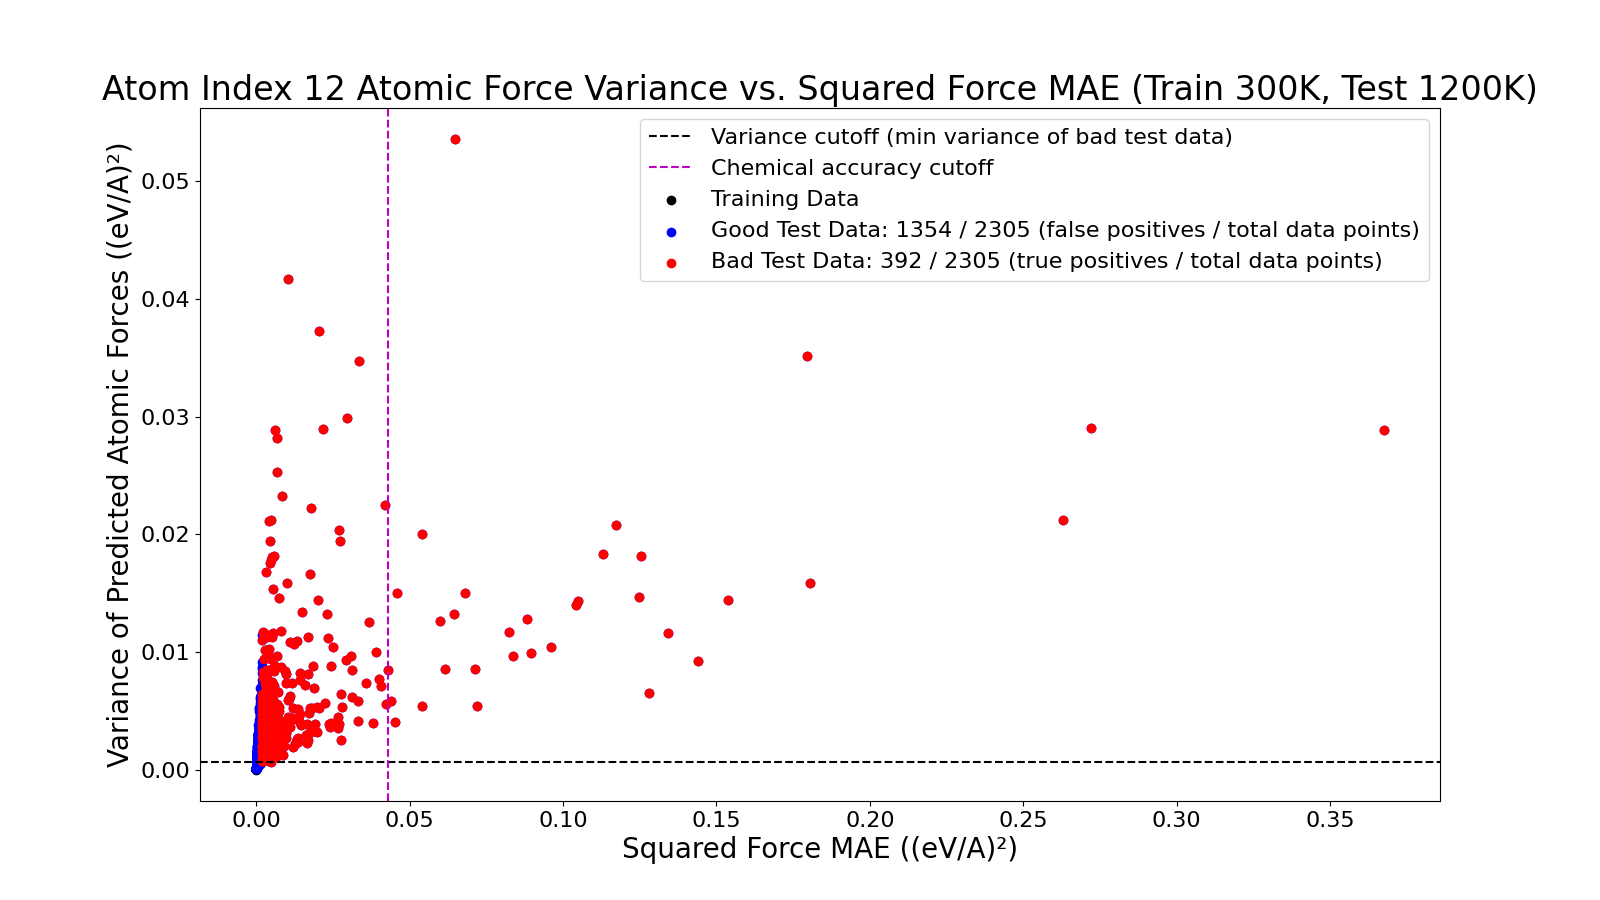 Atom Index 12 Atomic Force Variance vs. Squared Force MAE (Train 300K, Test 1200K)
Variance cutoff (min variance of bad test data)
Chemical accuracy cutoff
Training Data
Good Test Data: 1354 / 2305 (false positives / total data points)
Bad Test Data: 392 / 2305 (true positives / total data points)
Variance of Predicted Atomic Forces ((eV/A)²)
0.05
0.04
0.03
0.02
0.01
0.00
0.00 0.05 0.10 0.15 0.20 0.25 0.30 0.35
Squared Force MAE ((eV/A)²)